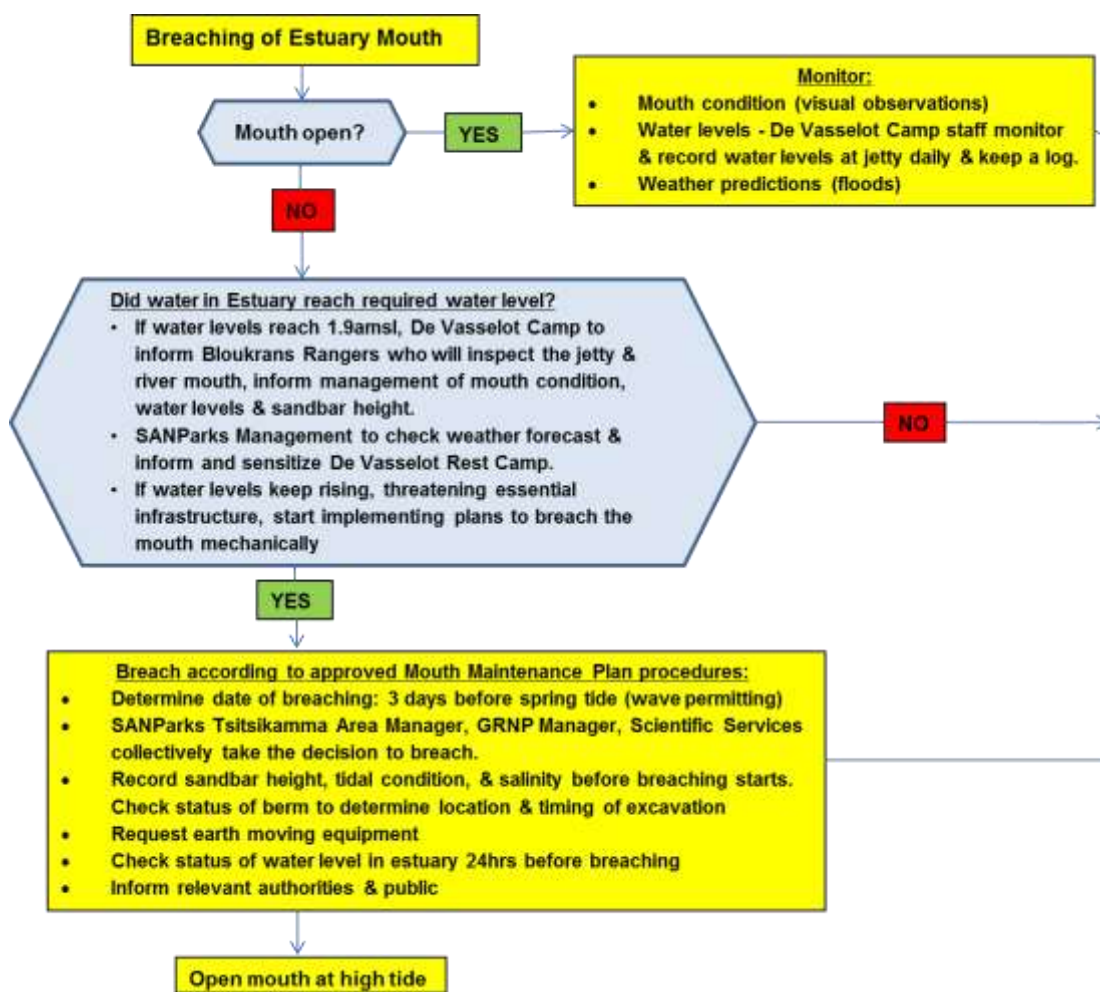 Breaching of Estuary Mouth
Mouth open?
YES
Monitor:
• Mouth condition (visual observations)
• Water levels - De Vasselot Camp staff monitor
& record water levels at jetty daily & keep a log.
• Weather predictions (floods)
NO
Did water in Estuary reach required water level?
• If water levels reach 1.9amsl, De Vasselot Camp to
inform Bloukrans Rangers who will inspect the jetty &
river mouth, inform management of mouth condition,
water levels & sandbar height.
• SANParks Management to check weather forecast &
inform and sensitize De Vasselot Rest Camp.
• If water levels keep rising, threatening essential
infrastructure, start implementing plans to breach the
mouth mechanically
NO
YES
Breach according to approved Mouth Maintenance Plan procedures:
• Determine date of breaching: 3 days before spring tide (wave permitting)
• SANParks Tsitsikamma Area Manager, GRNP Manager, Scientific Services
collectively take the decision to breach.
• Record sandbar height, tidal condition, & salinity before breaching starts.
Check status of berm to determine location & timing of excavation
• Request earth moving equipment
• Check status of water level in estuary 24hrs before breaching
• Inform relevant authorities & public
Open mouth at high tide